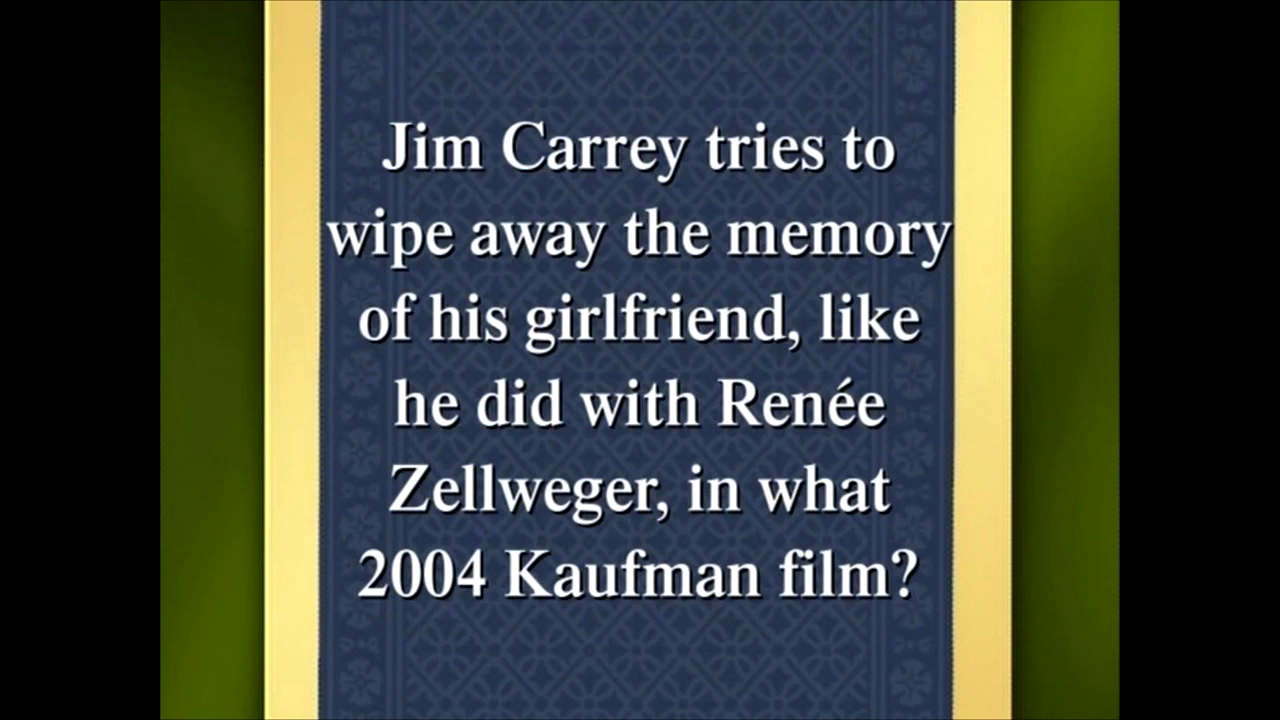 Jim Carrey tries to
wipe away the memory
of his girlfriend, like
he did with Renée
Zellweger, in what
2004 Kaufman film?